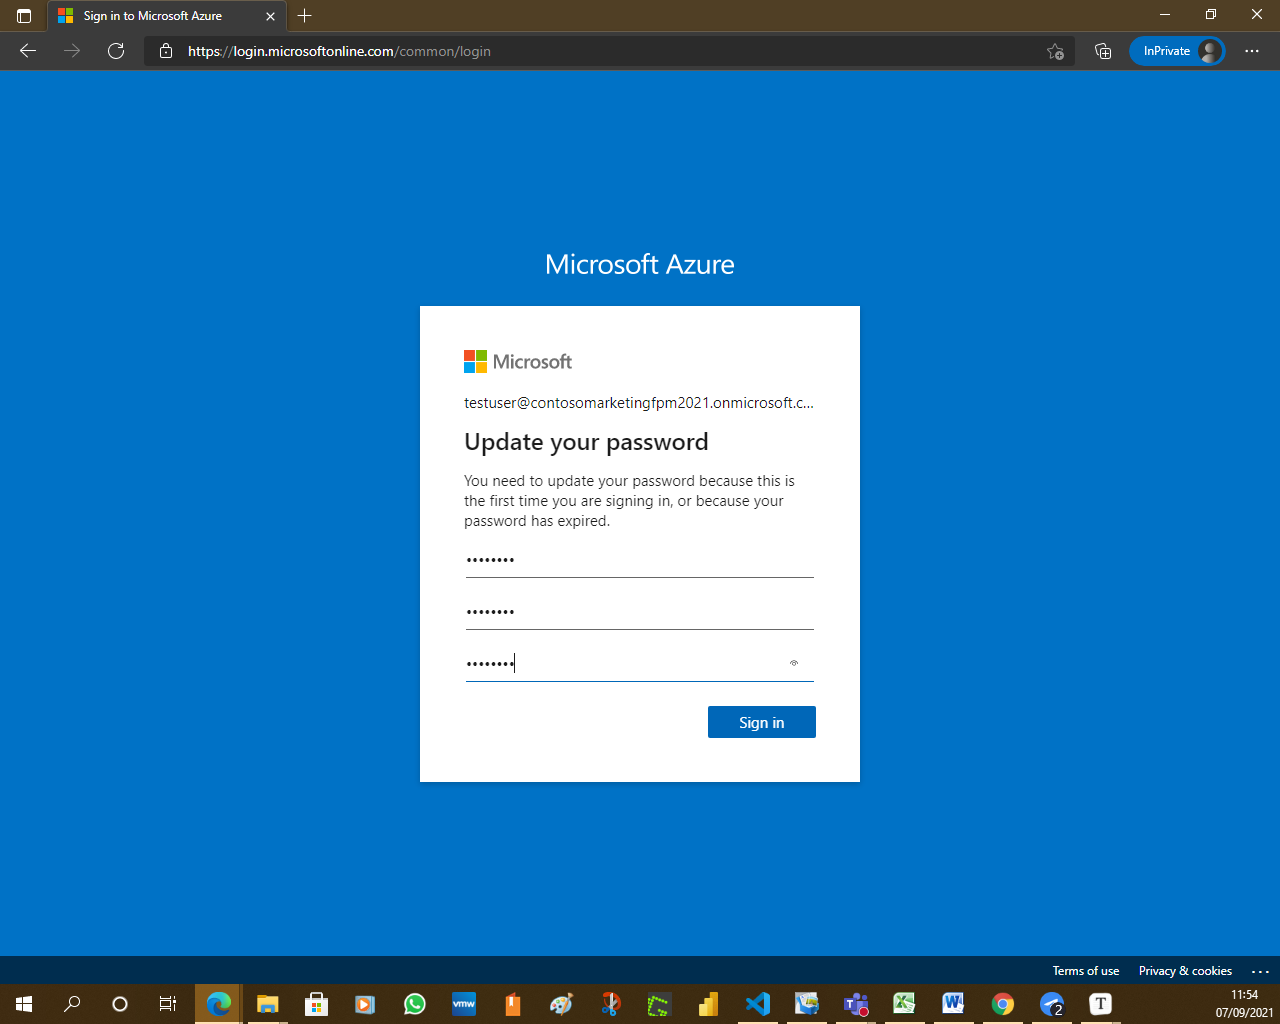 Sign in to Microsoft Azure
https://login.microsoftonline.com/common/login
InPrivate
Microsoft Azure
Microsoft
testuser@contosomarketingfpm2021.onmicrosoft.c...
Update your password
You need to update your password because this is
the first time you are signing in, or because your
password has expired.
••••••••
••••••••
••••••••
Sign in
Terms of use Privacy & cookies ...
vmw
2
T
11:54
07/09/2021